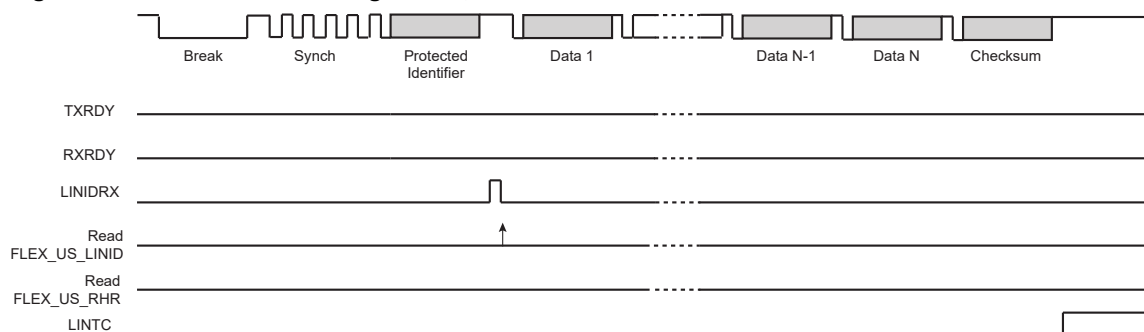 Break Synch Protected Data 1 Data N-1 Data N Checksum
Identifier
TXRDY
RXRDY
LINIDRX
Read
FLEX_US_LINID
Read
FLEX_US_RHR
LINTC